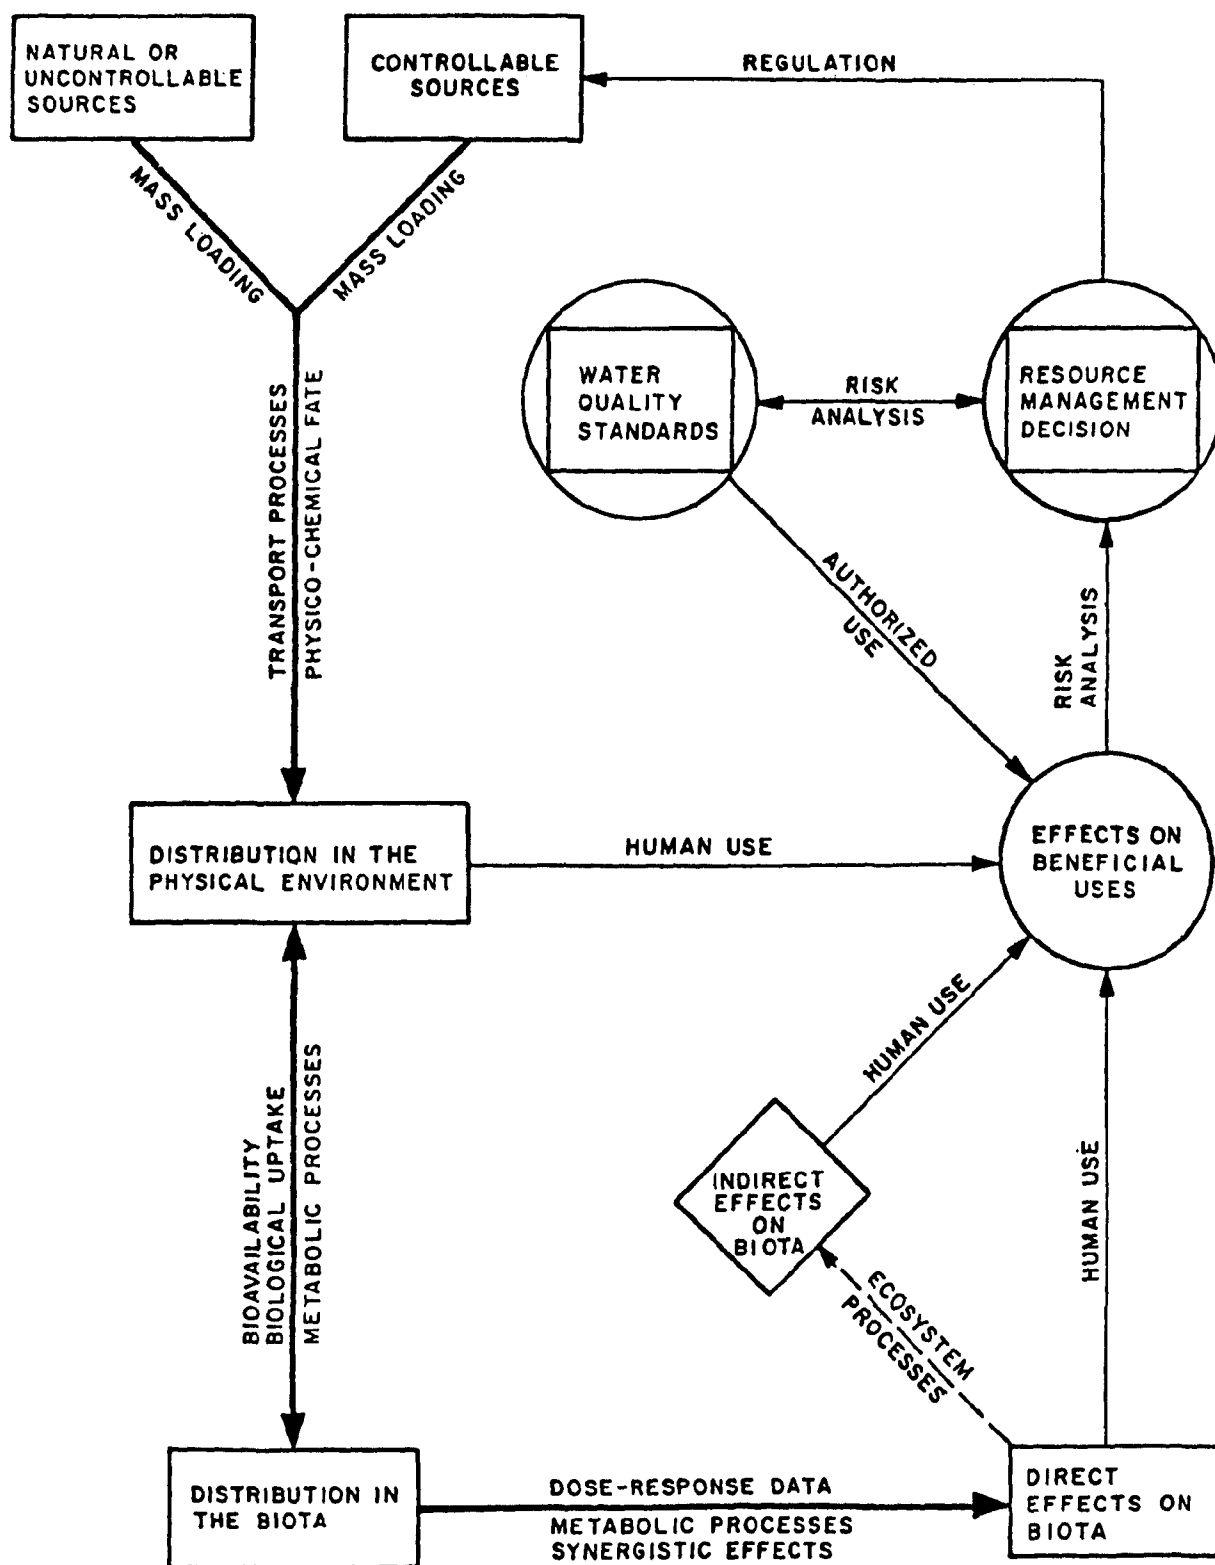 NATURAL OR
UNCONTROLLABLE
SOURCES
CONTROLLABLE
SOURCES
REGULATION
MASS LOADING
MASS LOADING
TRANSPORT PROCESSES
PHYSICO-CHEMICAL FATE
WATER
QUALITY
STANDARDS
RISK
ANALYSIS
RESOURCE
MANAGEMENT
DECISION
AUTHORIZED
USE
RISK
ANALYSIS
DISTRIBUTION IN THE
PHYSICAL ENVIRONMENT
HUMAN USE
EFFECTS ON
BENEFICIAL
USES
HUMAN USE
BIOAVAILABILITY
BIOLOGICAL UPTAKE
METABOLIC PROCESSES
INDIRECT
EFFECTS
ON
BIOTA
HUMAN USE
ECOSYSTEM
PROCESSES
DISTRIBUTION IN
THE BIOTA
DOSE-RESPONSE DATA
METABOLIC PROCESSES
SYNERGISTIC EFFECTS
DIRECT
EFFECTS ON
BIOTA